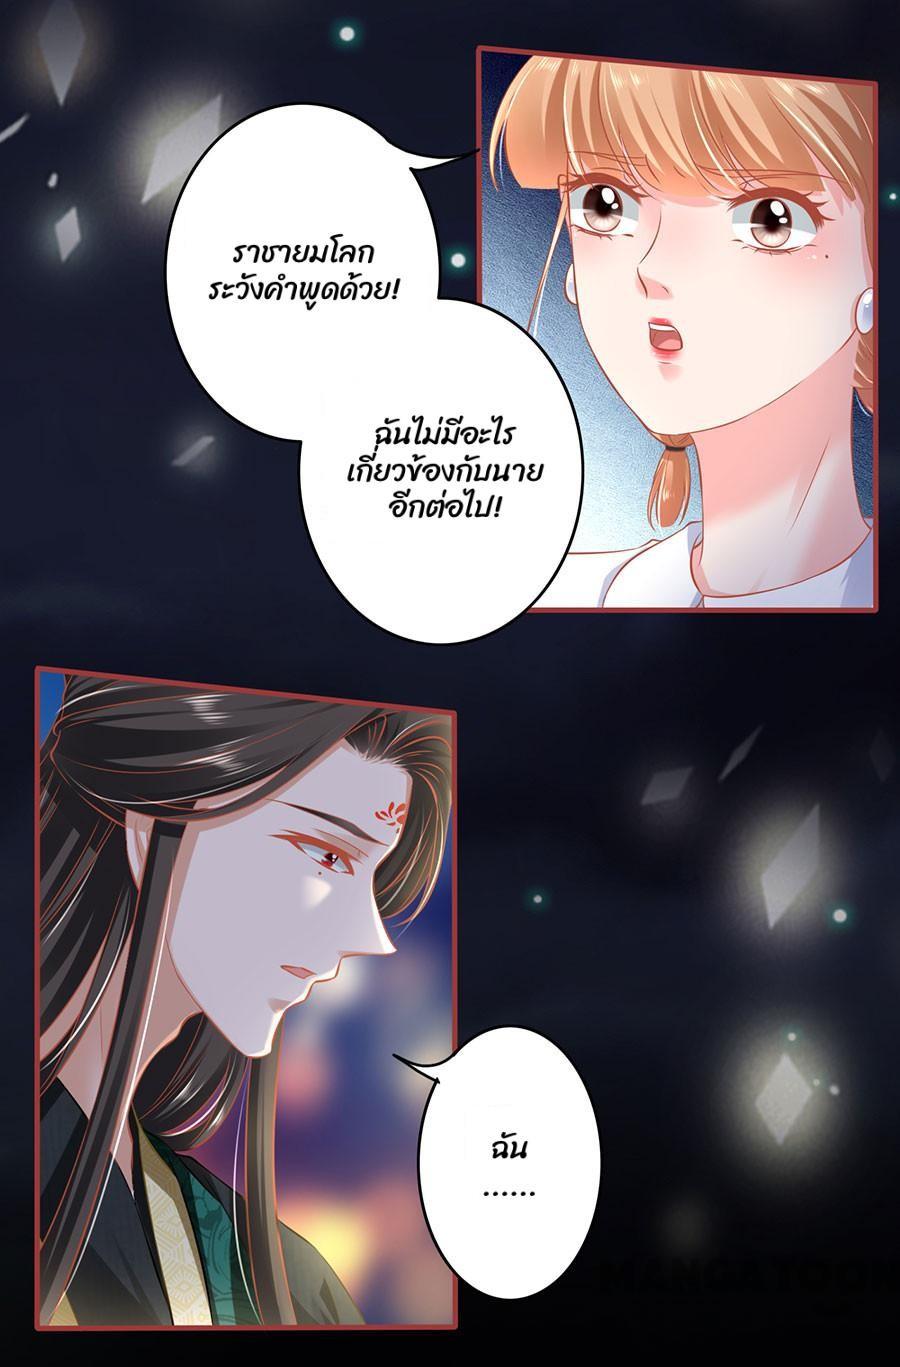 ราชายมโลก
ระวังคำพูดด้วย!
ฉันไม่มีอะไร
เกี่ยวข้องกับนาย
อีกต่อไป!
ฉัน
......
MANGATOON